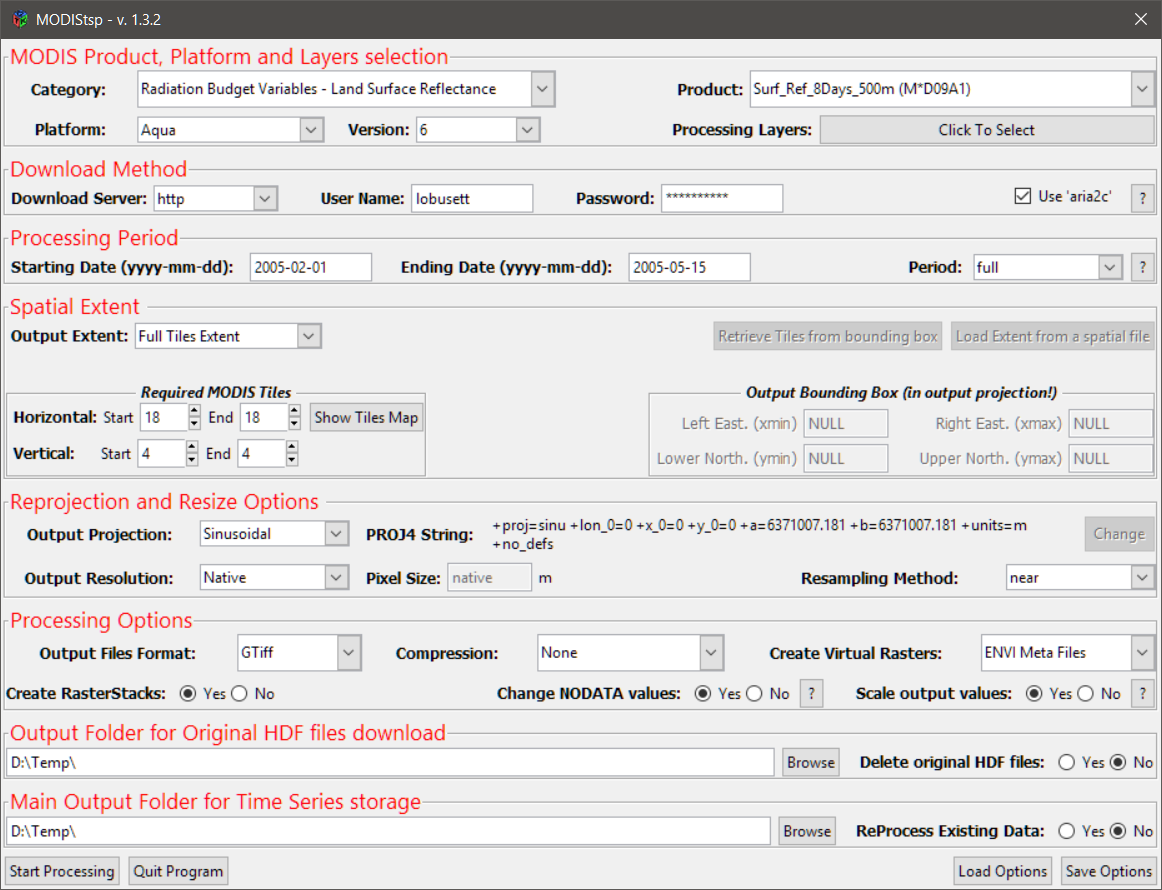 MODIStsp - v. 1.3.2
MODIS Product, Platform and Layers selection
Category: Radiation Budget Variables - Land Surface Reflectance Product: Surf_Ref_8Days_500m (M*D09A1)
Platform: Aqua Version: 6 Processing Layers: Click To Select
Download Method
Download Server: http User Name: lobusett Password: ********** Use 'aria2c' ?
Processing Period
Starting Date (yyyy-mm-dd): 2005-02-01 Ending Date (yyyy-mm-dd): 2005-05-15 Period: full ?
Spatial Extent
Output Extent: Full Tiles Extent Retrieve Tiles from bounding box Load Extent from a spatial file
Required MODIS Tiles Output Bounding Box (in output projection!)
Horizontal: Start 18 End 18 Show Tiles Map Left East. (xmin) NULL Right East. (xmax) NULL
Vertical: Start 4 End 4 Lower North. (ymin) NULL Upper North. (ymax) NULL
Reprojection and Resize Options
Output Projection: Sinusoidal PROJ4 String: +proj=sinu +lon_0=0 +x_0=0 +y_0=0 +a=6371007.181 +b=6371007.181 +units=m
+no_defs Change
Output Resolution: Native Pixel Size: native m Resampling Method: near
Processing Options
Output Files Format: GTiff Compression: None Create Virtual Rasters: ENVI Meta Files
Create RasterStacks: Yes No Change NODATA values: Yes No ? Scale output values: Yes No ?
Output Folder for Original HDF files download
D:\Temp\ Browse Delete original HDF files: Yes No
Main Output Folder for Time Series storage
D:\Temp\ Browse ReProcess Existing Data: Yes No
Start Processing Quit Program Load Options Save Options